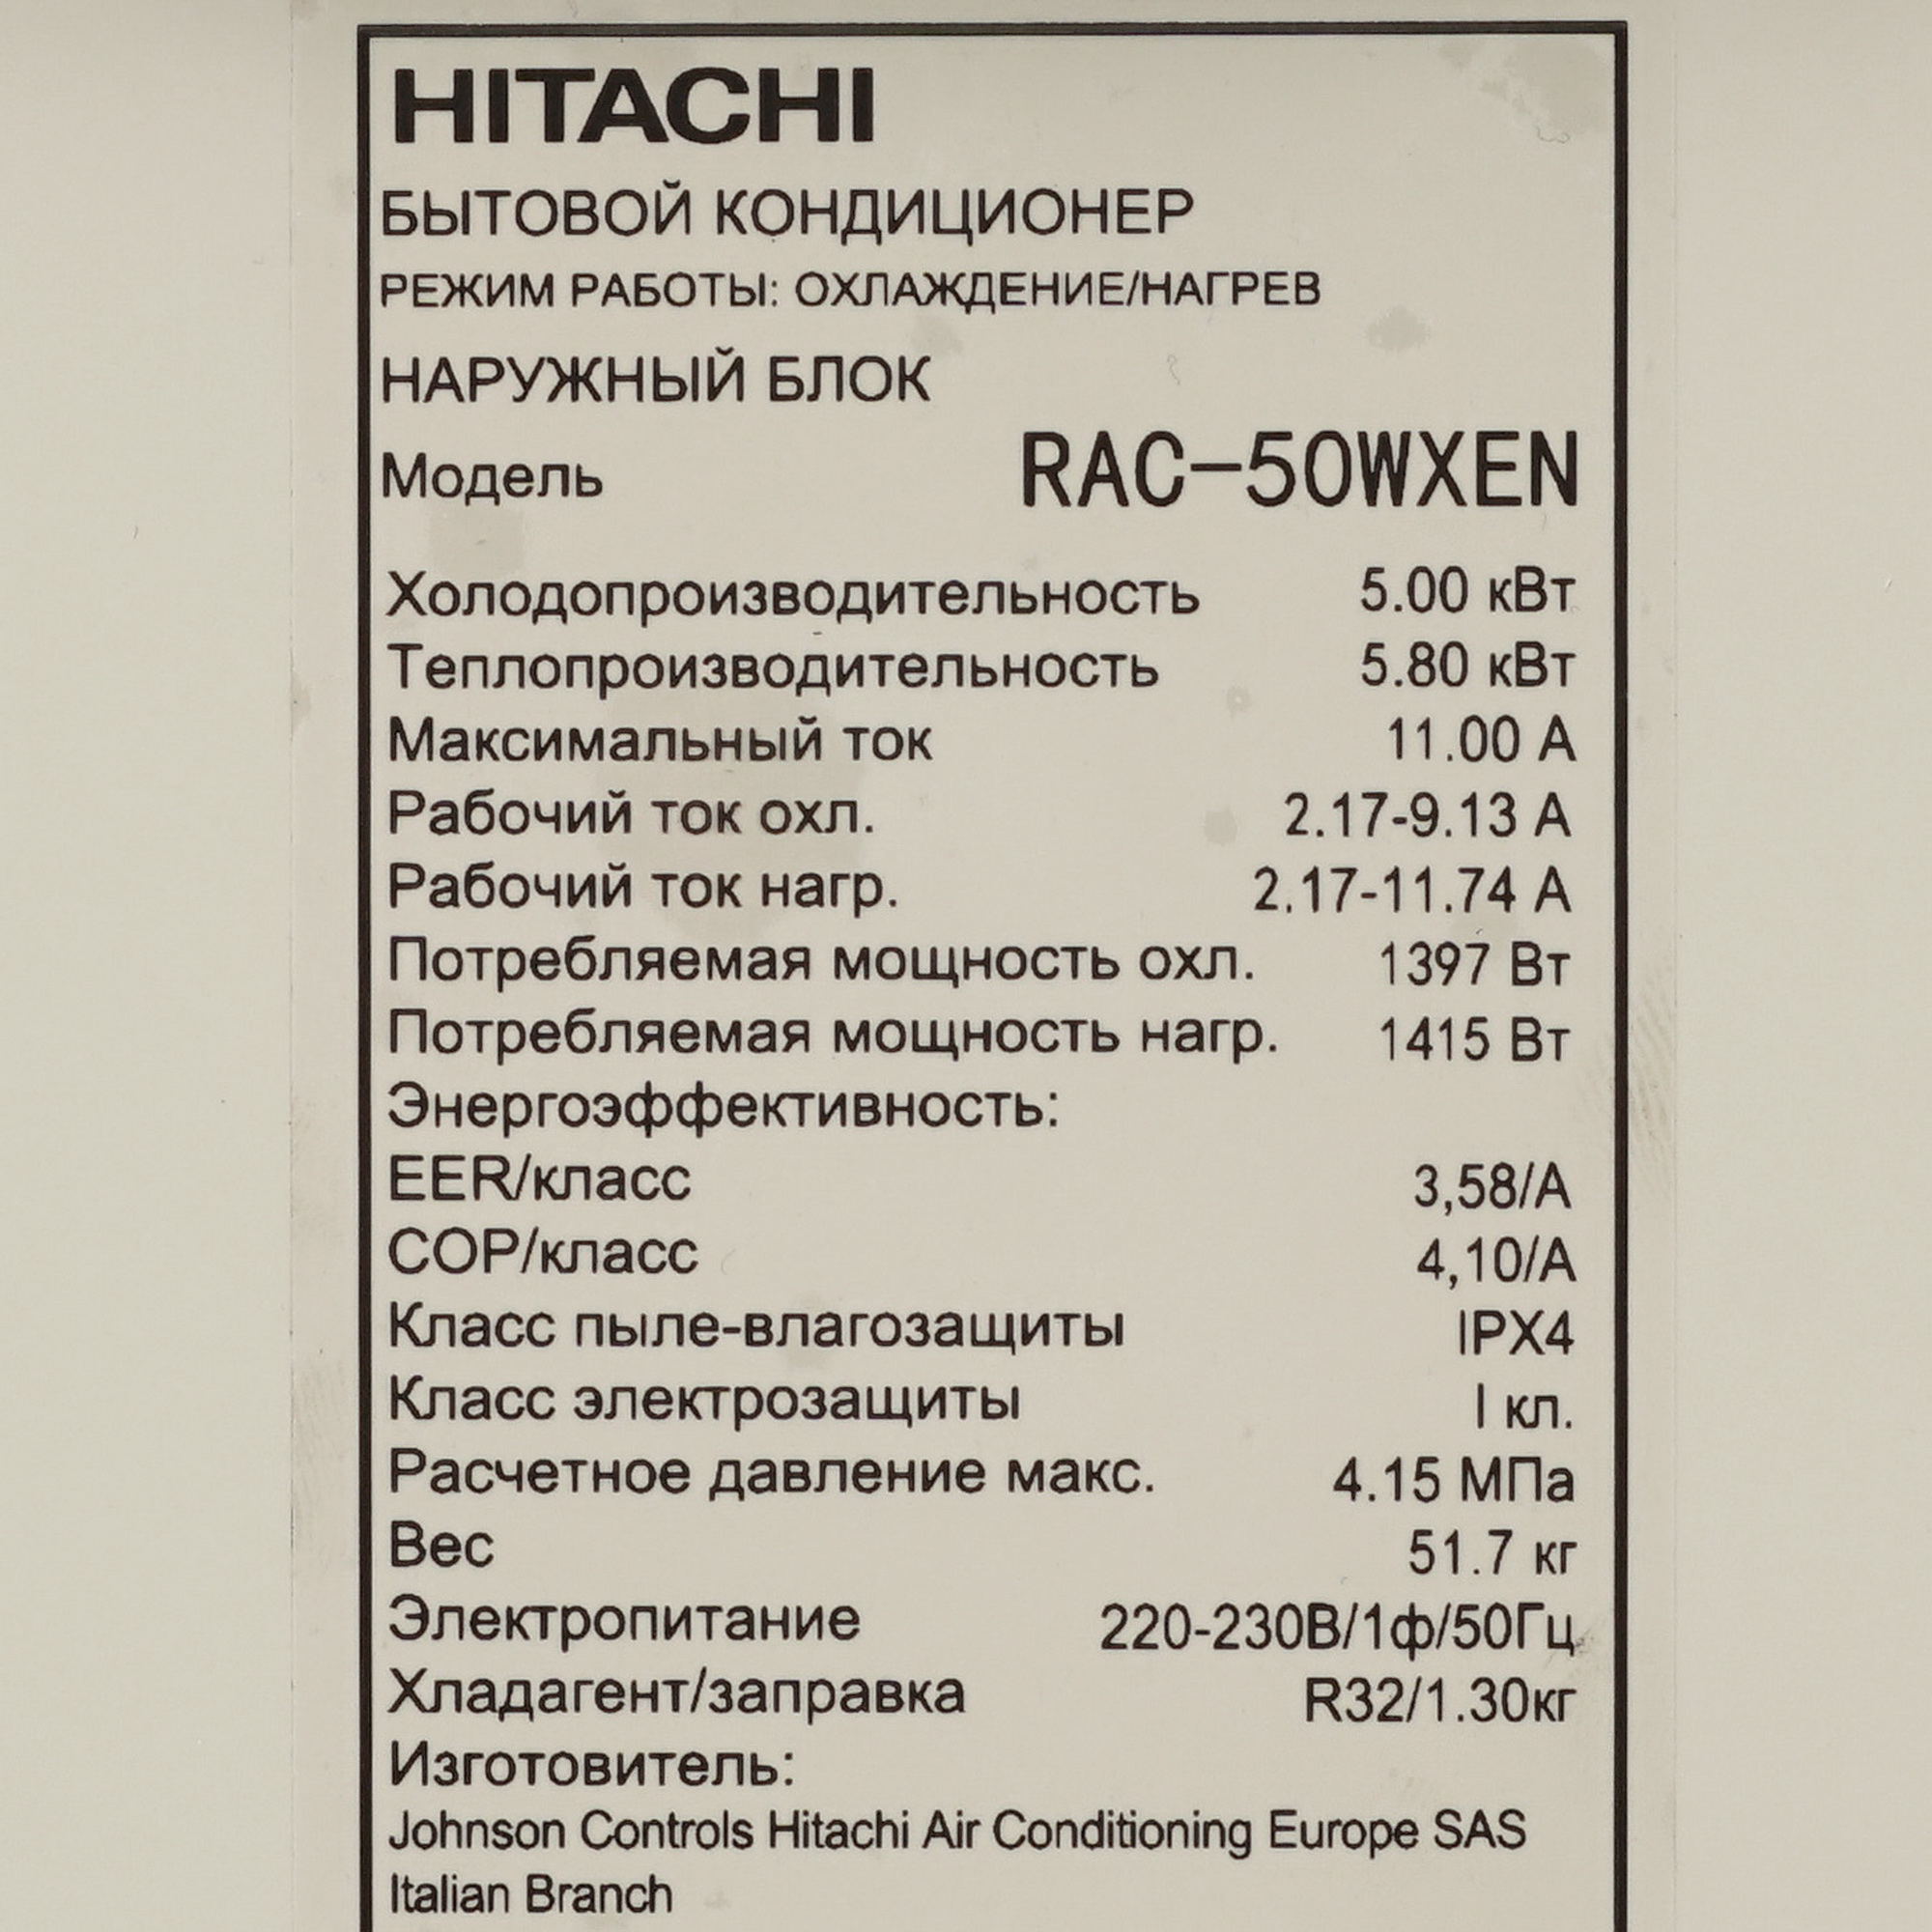 HITACHI
БЫТОВОЙ КОНДИЦИОНЕР
РЕЖИМ РАБОТЫ: ОХЛАЖДЕНИЕ/НАГРЕВ
НАРУЖНЫЙ БЛОК
Модель RAC-50WXEN
Холодопроизводительность 5.00 кВт
Теплопроизводительность 5.80 кВт
Максимальный ток 11.00 А
Рабочий ток охл. 2.17-9.13 А
Рабочий ток нагр. 2.17-11.74 А
Потребляемая мощность охл. 1397 Вт
Потребляемая мощность нагр. 1415 Вт
Энергоэффективность:
EER/класс 3,58/A
COP/класс 4,10/A
Класс пыле-влагозащиты IPX4
Класс электрозащиты I кл.
Расчетное давление макс. 4.15 МПа
Вес 51.7 кг
Электропитание 220-230В/1ф/50Гц
Хладагент/заправка R32/1.30кг
Изготовитель:
Johnson Controls Hitachi Air Conditioning Europe SAS
Italian Branch